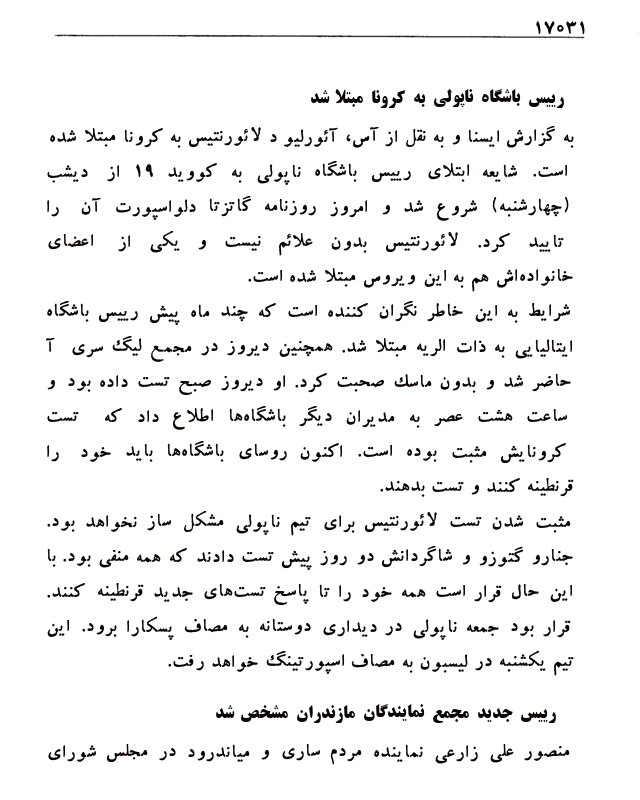 ۱۷۰۳۱
رییس باشگاه ناپولی به کرونا مبتلا شد
به گزارش ایسنا و به نقل از آس، آئورلیو د لائورنتیس به کرونا مبتلا شده
است. شایعه ابتلای رییس باشگاه ناپولی به کووید ۱۹ از دیشب
(چهارشنبه) شروع شد و امروز روزنامه گاتزتا دلواسپورت آن را
تایید کرد. لائورنتیس بدون علائم نیست و یکی از اعضای
خانواده‌اش هم به این ویروس مبتلا شده است.
شرایط به این خاطر نگران کننده است که چند ماه پیش رییس باشگاه
ایتالیایی به ذات الریه مبتلا شد. همچنین دیروز در مجمع لیگ سری آ
حاضر شد و بدون ماسک صحبت کرد. او دیروز صبح تست داده بود و
ساعت هشت عصر به مدیران دیگر باشگاه‌ها اطلاع داد که تست
کرونایش مثبت بوده است. اکنون روسای باشگاه‌ها باید خود را
قرنطینه کنند و تست بدهند.
مثبت شدن تست لائورنتیس برای تیم ناپولی مشکل ساز نخواهد بود.
جنارو گتوزو و شاگردانش دو روز پیش تست دادند که همه منفی بود. با
این حال قرار است همه خود را تا پاسخ تست‌های جدید قرنطینه کنند.
قرار بود جمعه ناپولی در دیداری دوستانه به مصاف پسکارا برود. این
تیم یکشنبه در لیسبون به مصاف اسپورتینگ خواهد رفت.
رییس جدید مجمع نمایندگان مازندران مشخص شد
منصور علی زارعی نماینده مردم ساری و میاندرود در مجلس شورای